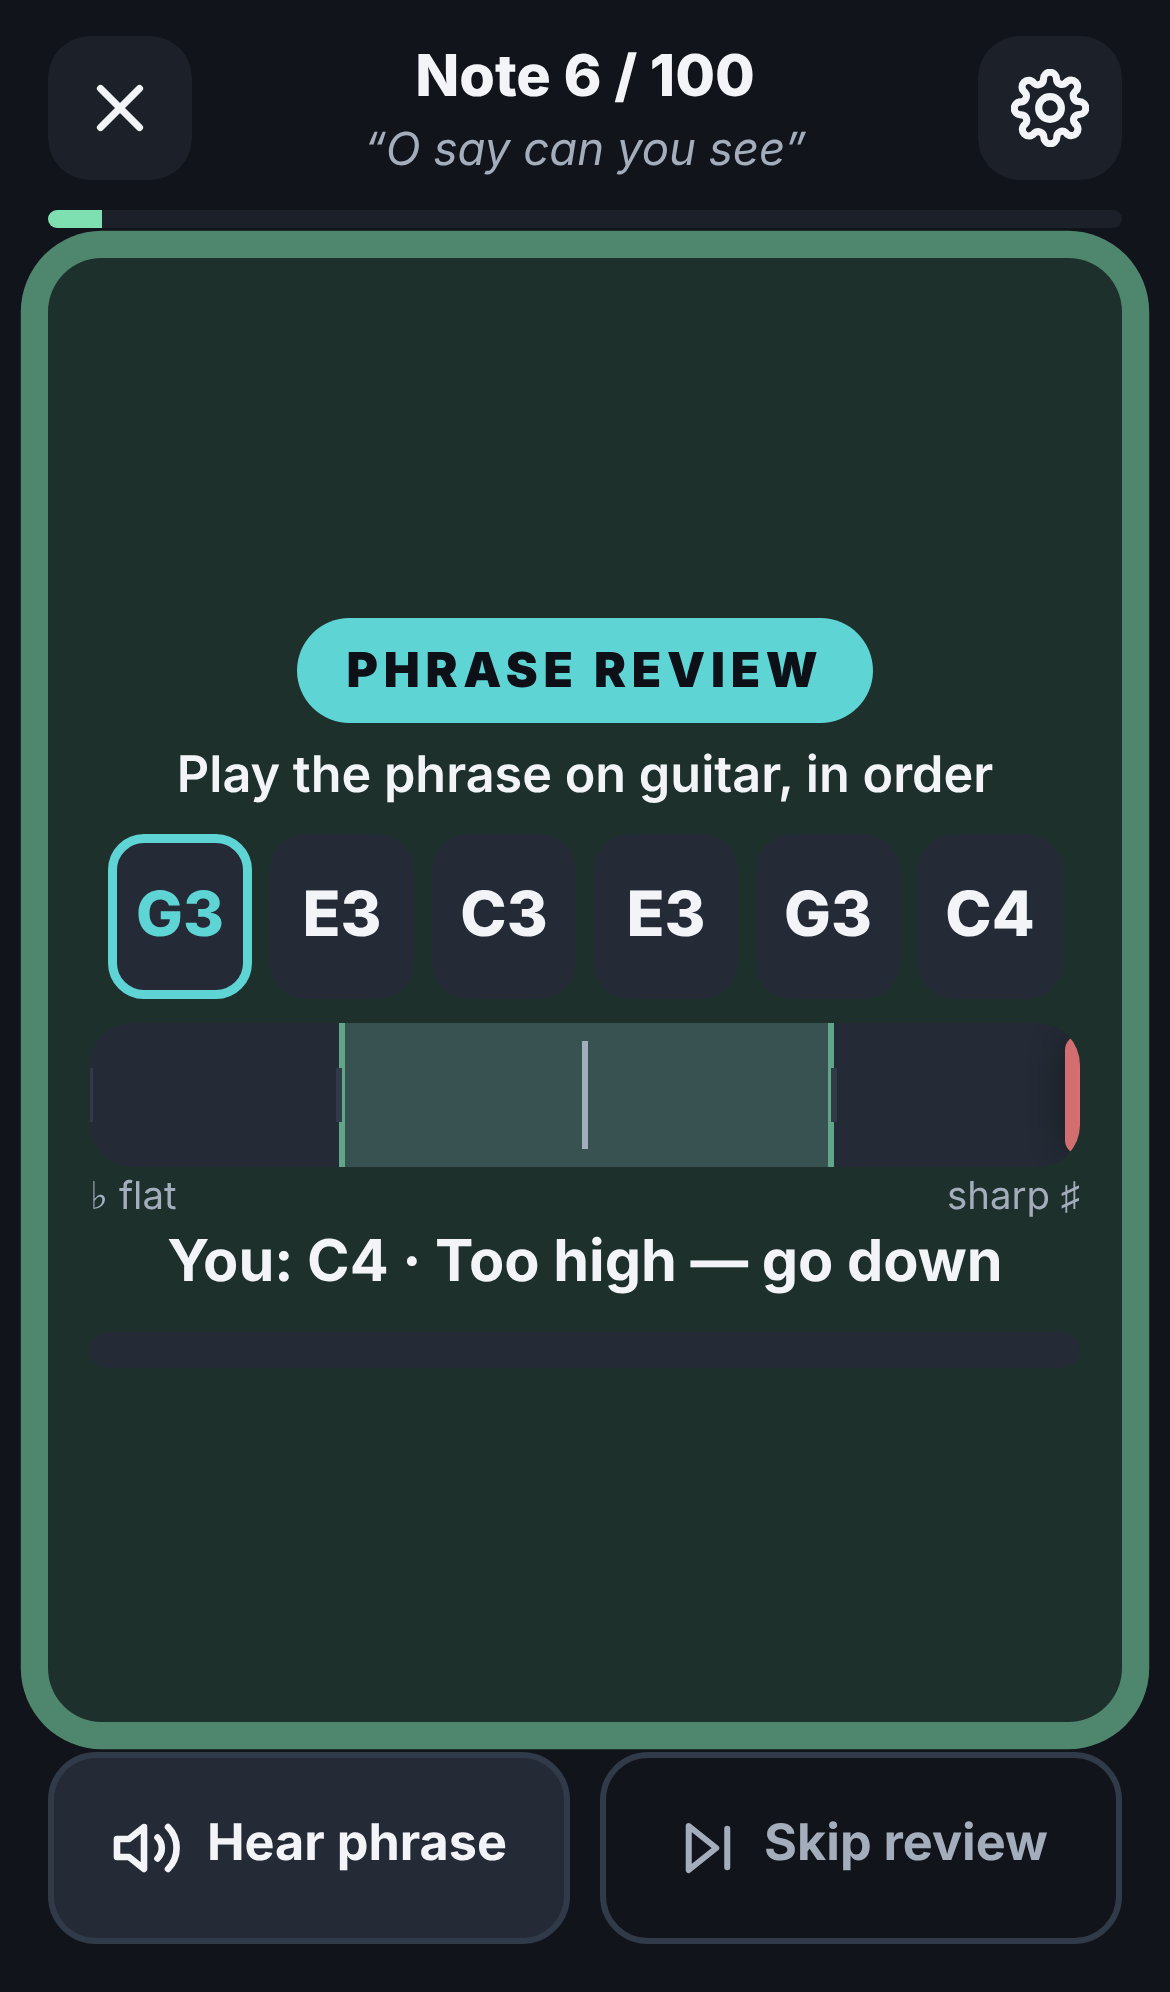 Note 6 / 100
“O say can you see”
PHRASE REVIEW
Play the phrase on guitar, in order
G3 E3 C3 E3 G3 C4
♭ flat sharp ♯
You: C4 · Too high — go down
Hear phrase Skip review